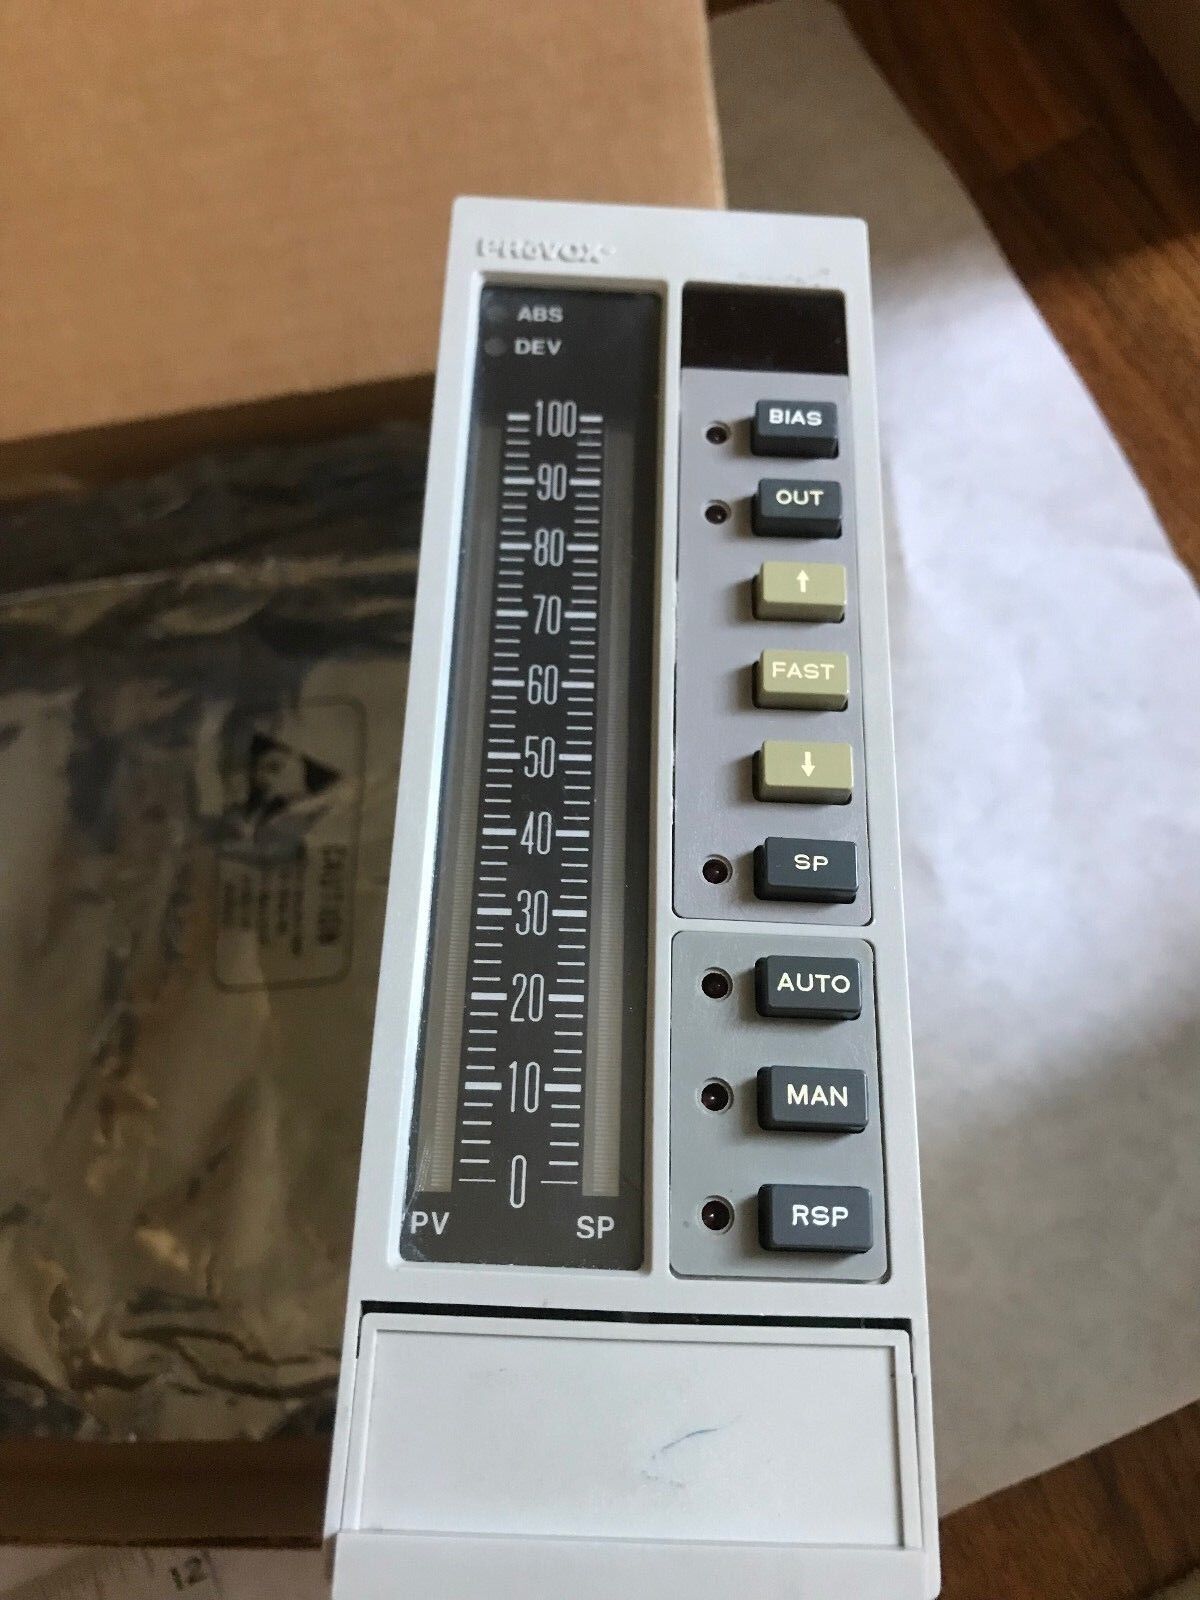 PRoVOX
ABS
DEV
100
90
80
70
60
50
40
30
20
10
0
PV SP
BIAS
OUT
↑
FAST
↓
SP
AUTO
MAN
RSP
CAUTION
12